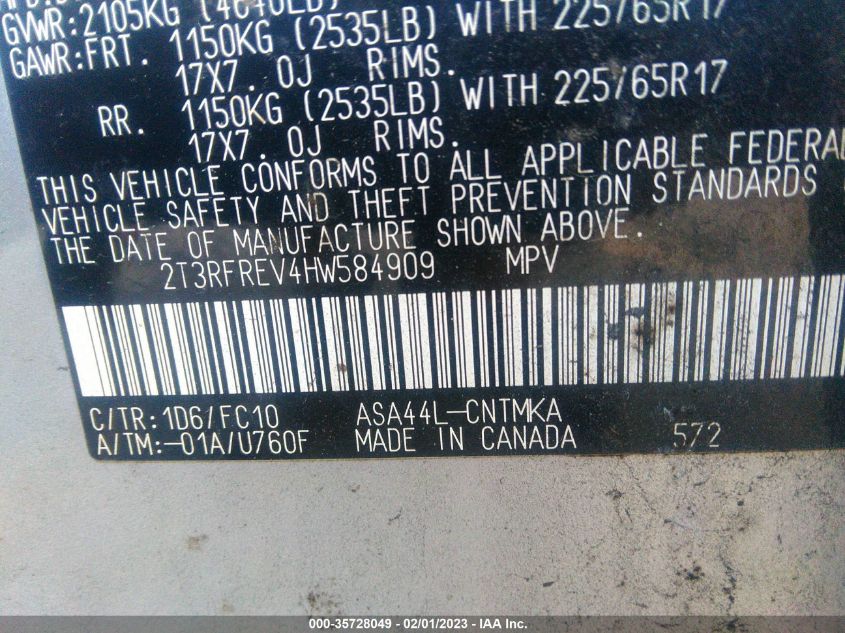 GVWR:2105KG (4640LB)
GAWR:FRT. 1150KG (2535LB) WITH 225/65R17
17X7. 0J RIMS.
RR. 1150KG (2535LB) WITH 225/65R17
17X7. 0J RIMS.
THIS VEHICLE CONFORMS TO ALL APPLICABLE FEDERAL
VEHICLE SAFETY AND THEFT PREVENTION STANDARDS
THE DATE OF MANUFACTURE SHOWN ABOVE.
2T3RFREV4HW584909 MPV
C/TR:1D6/FC10 ASA44L-CNTMKA
A/TM:-01A/U760F MADE IN CANADA 572
000-35728049 - 02/01/2023 - IAA Inc.